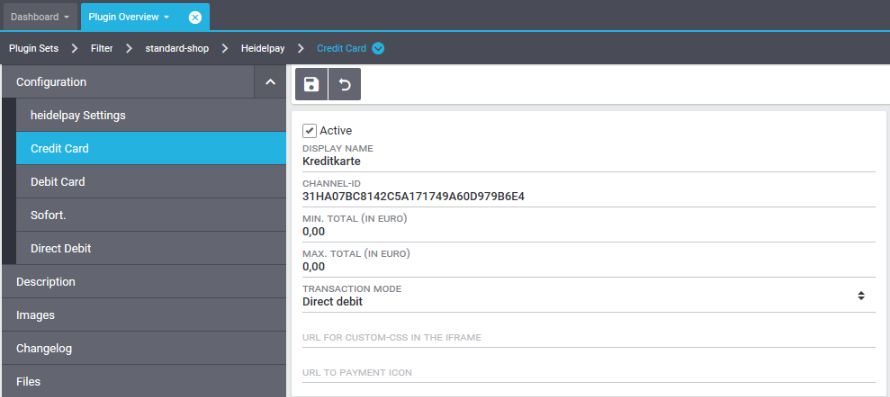 Dashboard
Plugin Overview
Plugin Sets > Filter > standard-shop > Heidelpay > Credit Card
Configuration
heidelpay Settings
Credit Card
Debit Card
Sofort.
Direct Debit
Description
Images
Changelog
Files
Active
DISPLAY NAME
Kreditkarte
CHANNEL-ID
31HA07BC8142C5A171749A60D979B6E4
MIN. TOTAL (IN EURO)
0,00
MAX. TOTAL (IN EURO)
0,00
TRANSACTION MODE
Direct debit
URL FOR CUSTOM-CSS IN THE IFRAME
URL TO PAYMENT ICON